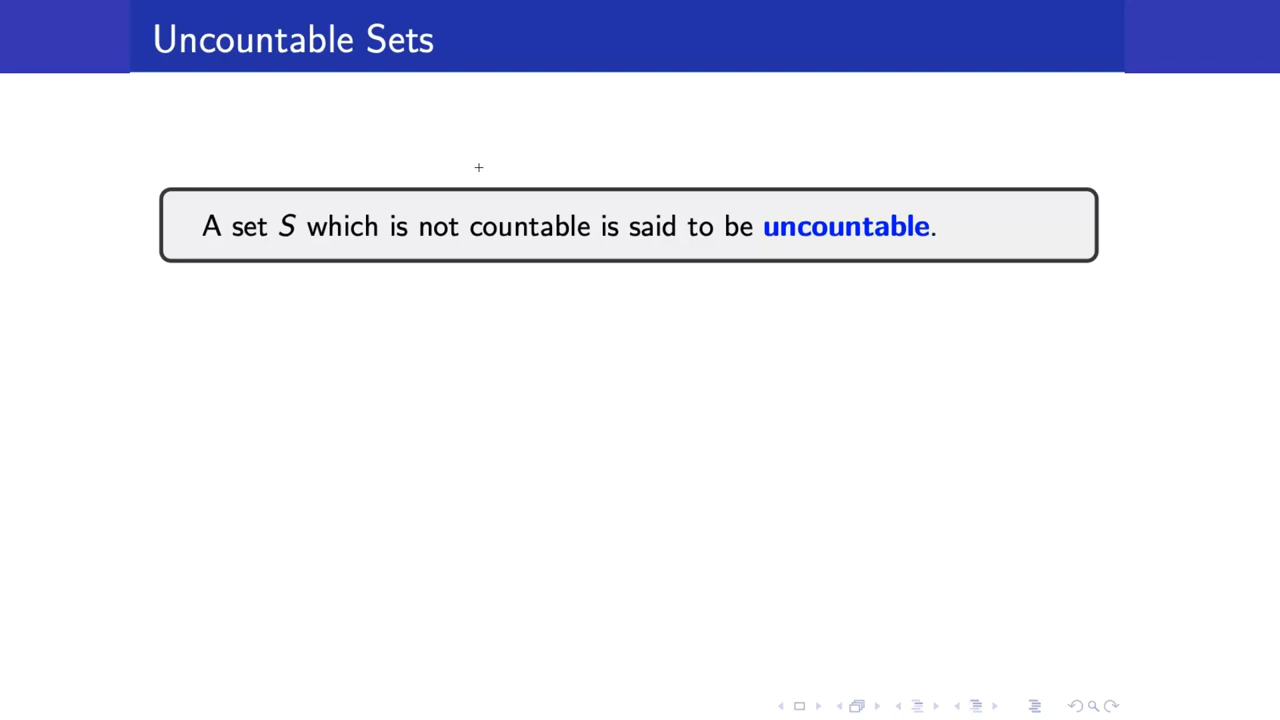 Uncountable Sets
A set S which is not countable is said to be uncountable.